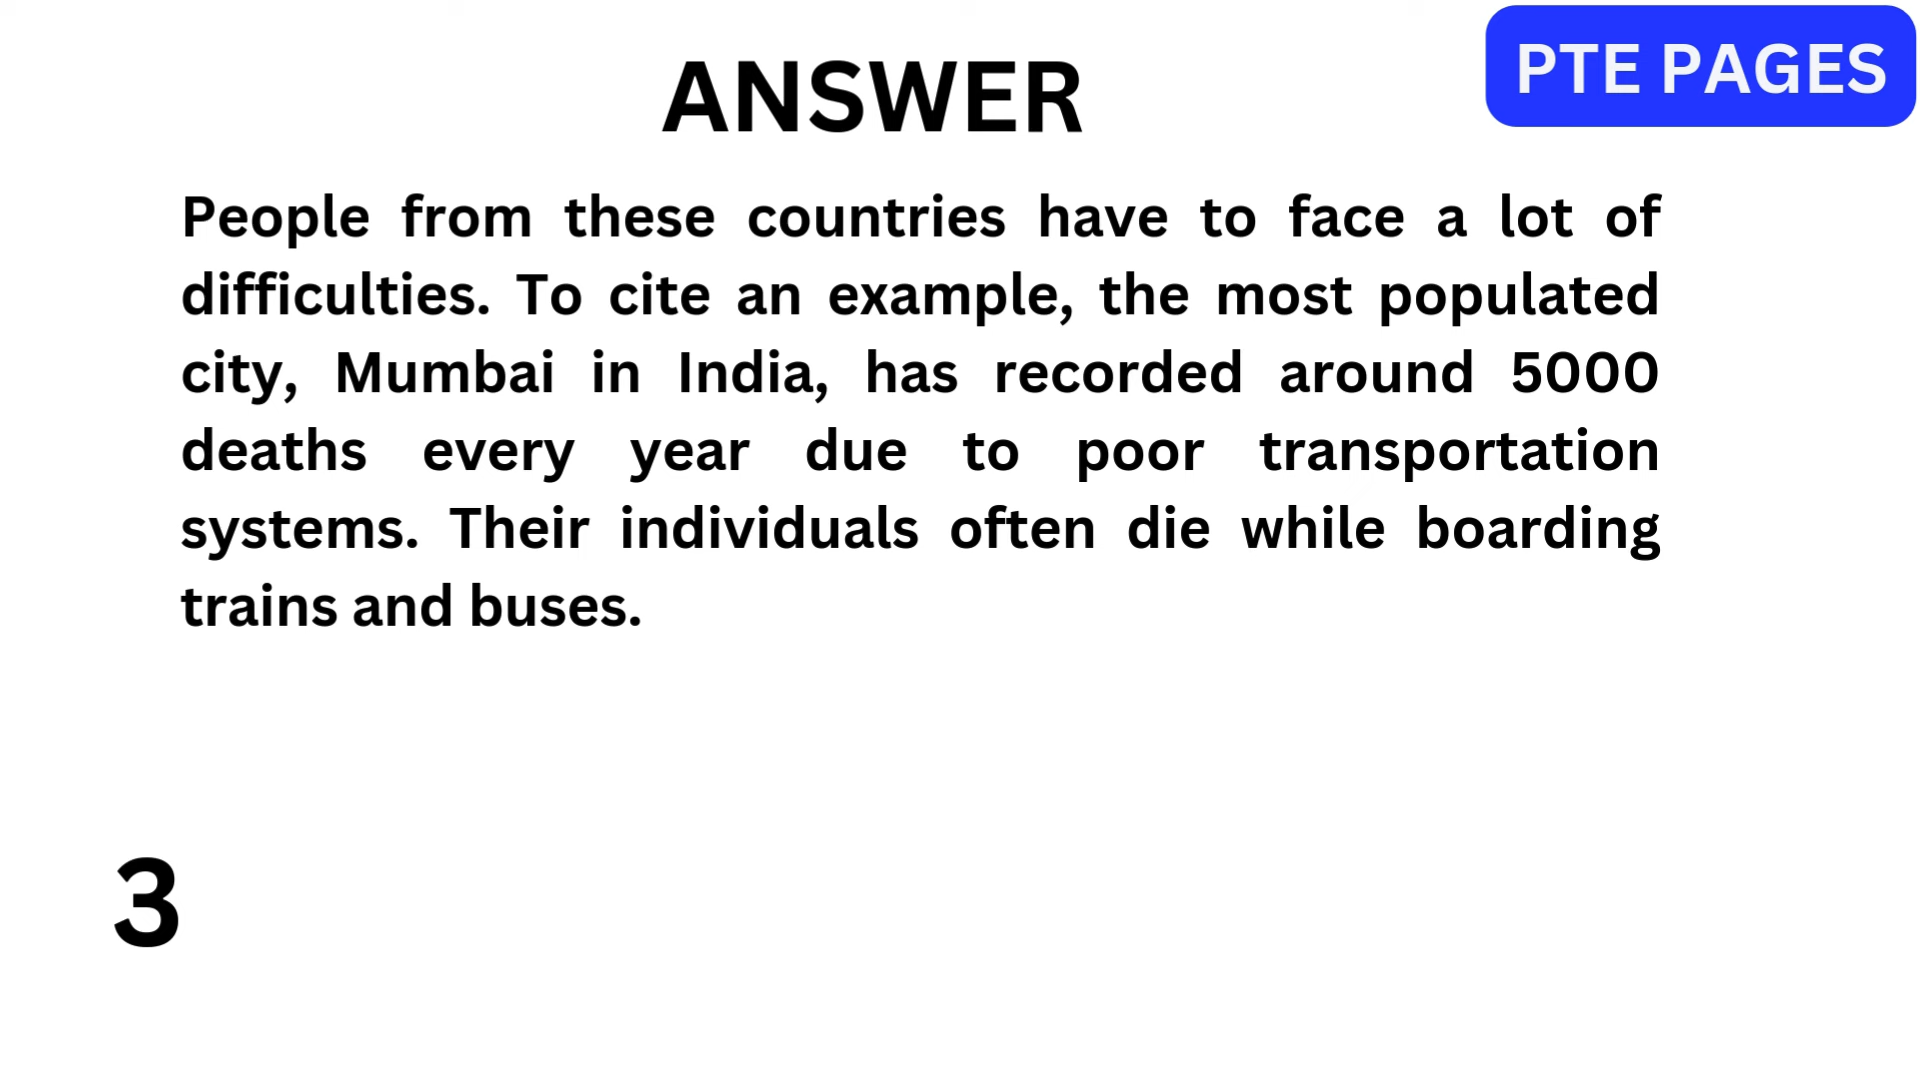 PTE PAGES
ANSWER
People from these countries have to face a lot of
difficulties. To cite an example, the most populated
city, Mumbai in India, has recorded around 5000
deaths every year due to poor transportation
systems. Their individuals often die while boarding
trains and buses.
3